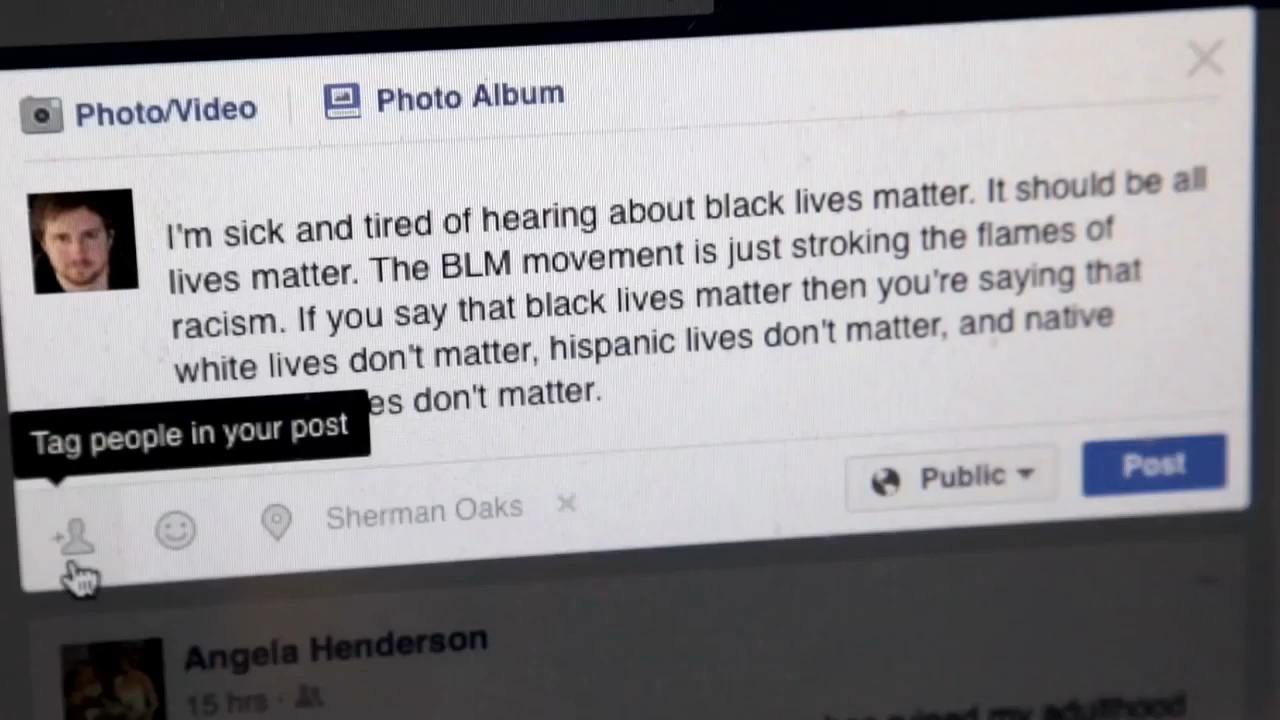 Photo/Video
Photo Album
I'm sick and tired of hearing about black lives matter. It should be all
lives matter. The BLM movement is just stroking the flames of
racism. If you say that black lives matter then you're saying that
white lives don't matter, hispanic lives don't matter, and native
es don't matter.
Tag people in your post
Sherman Oaks
Public
Post
Angela Henderson
15 hrs
my adulthood